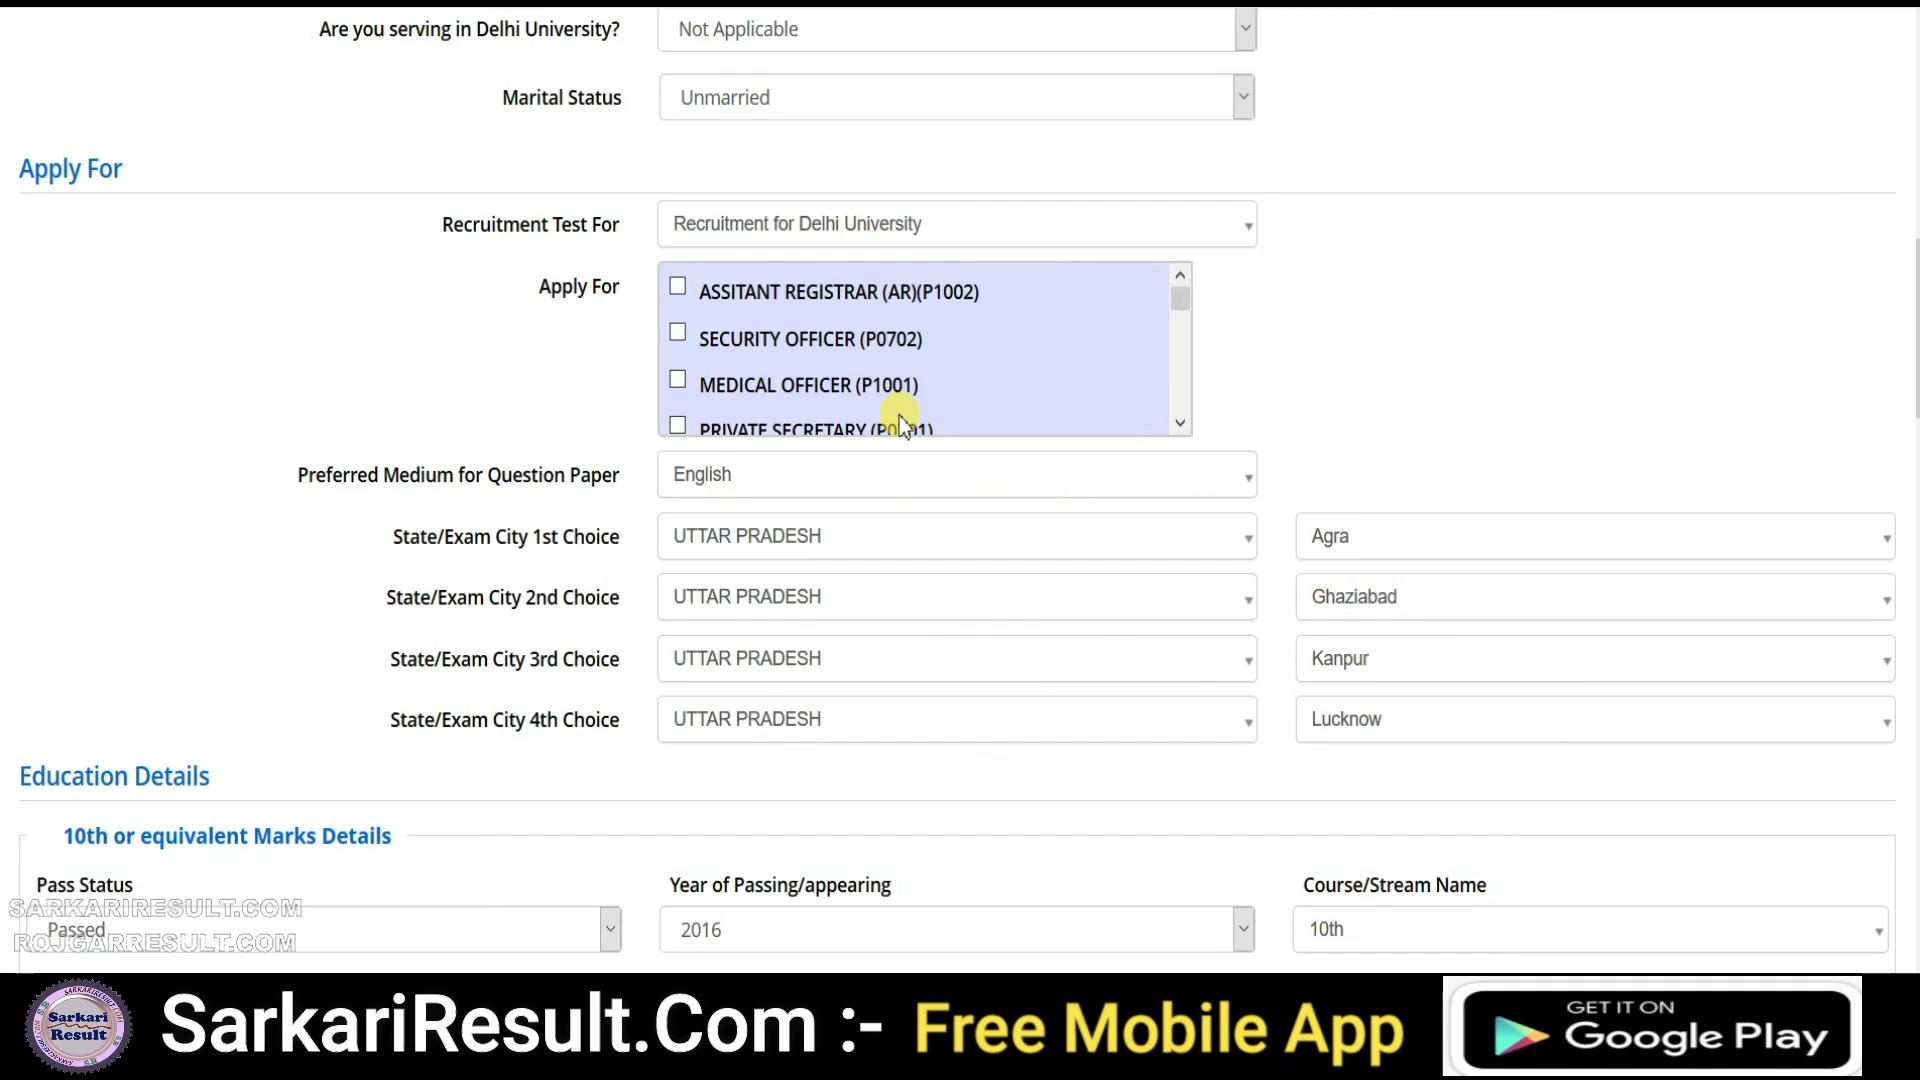 Are you serving in Delhi University? Not Applicable
Marital Status Unmarried
Apply For
Recruitment Test For Recruitment for Delhi University
Apply For
ASSITANT REGISTRAR (AR)(P1002)
SECURITY OFFICER (P0702)
MEDICAL OFFICER (P1001)
PRIVATE SECRETARY
Preferred Medium for Question Paper English
State/Exam City 1st Choice UTTAR PRADESH Agra
State/Exam City 2nd Choice UTTAR PRADESH Ghaziabad
State/Exam City 3rd Choice UTTAR PRADESH Kanpur
State/Exam City 4th Choice UTTAR PRADESH Lucknow
Education Details
10th or equivalent Marks Details
Pass Status Year of Passing/appearing Course/Stream Name
SARKARIRESULT.COM
Passed 2016 10th
ROJGARRESULT.COM
Sarkari
Result
SarkariResult.Com :- Free Mobile App
GET IT ON
Google Play